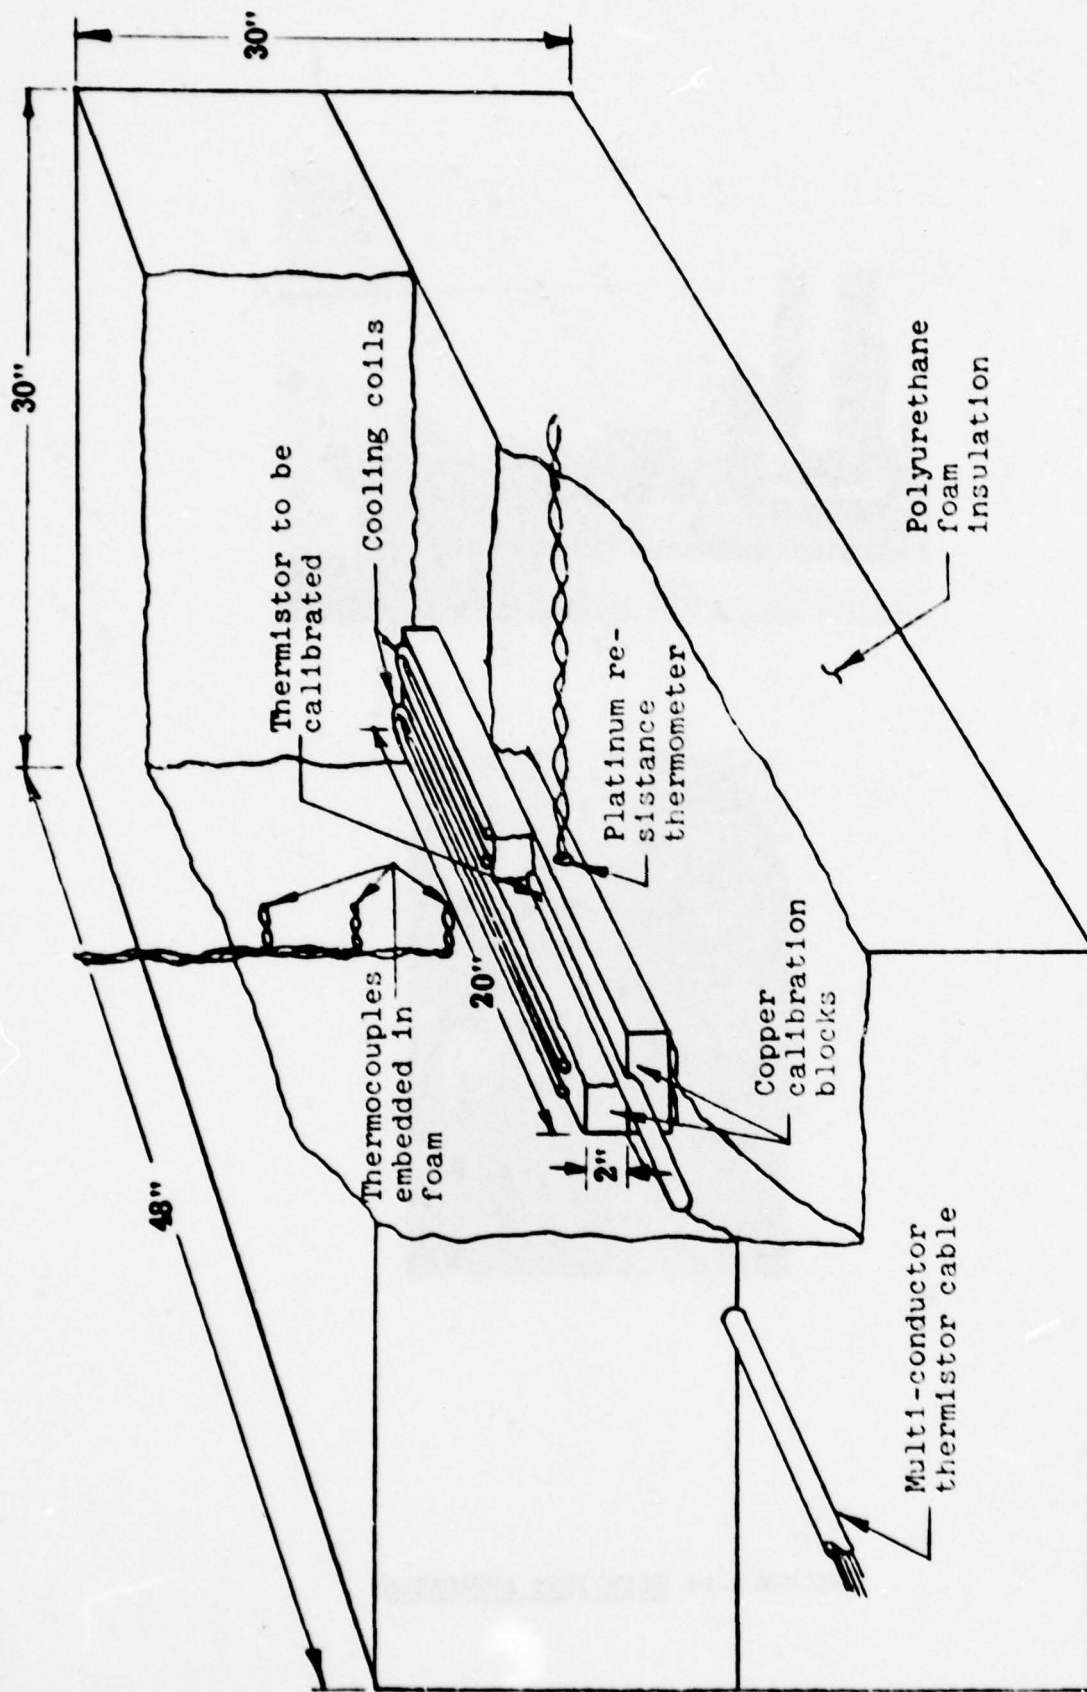 30"
30"
48"
Thermistor to be
calibrated
Cooling coils
Thermocouples
embedded in
foam
20"
2"
Platinum re-
sistance
thermometer
Copper
calibration
blocks
Polyurethane
foam
insulation
Multi-conductor
thermistor cable